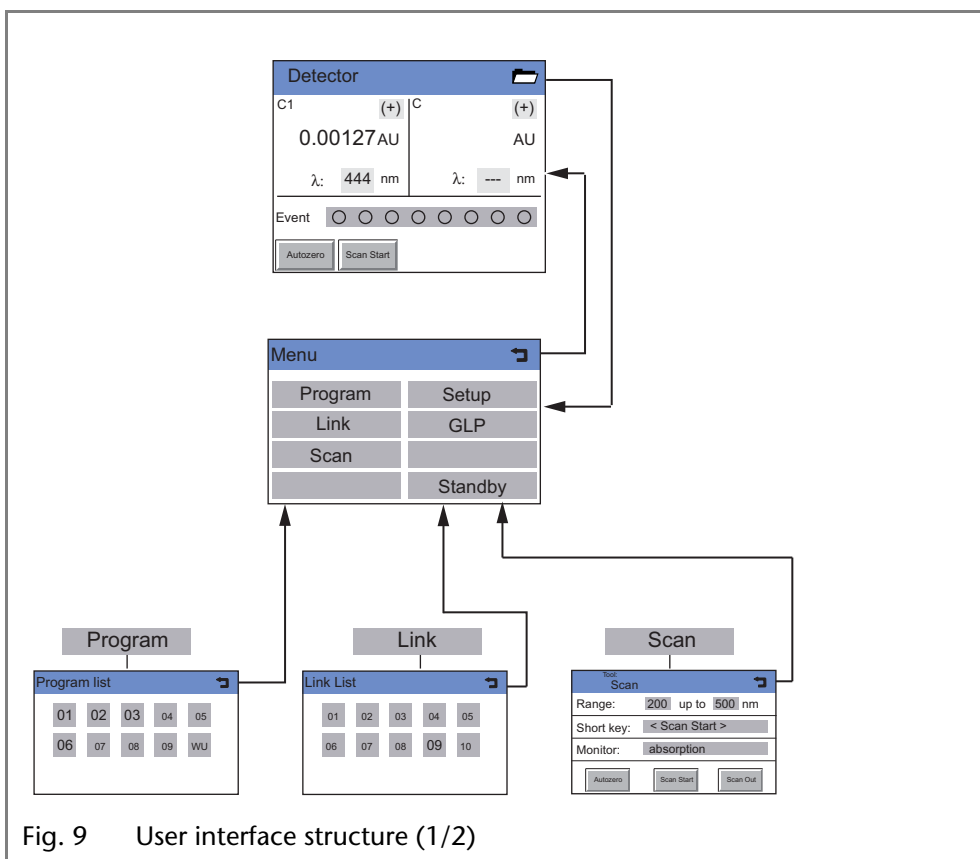 Detector
C1 (+) C (+)
0.00127 AU AU
λ: 444 nm λ: --- nm
Event
Autozero Scan Start
Menu
Program Setup
Link GLP
Scan
Standby
Program Link Scan
Program list
01 02 03 04 05
06 07 08 09 WU
Link List
01 02 03 04 05
06 07 08 09 10
Tool:
Scan
Range: 200 up to 500 nm
Short key: < Scan Start >
Monitor: absorption
Autozero Scan Start Scan Out
Fig. 9 User interface structure (1/2)